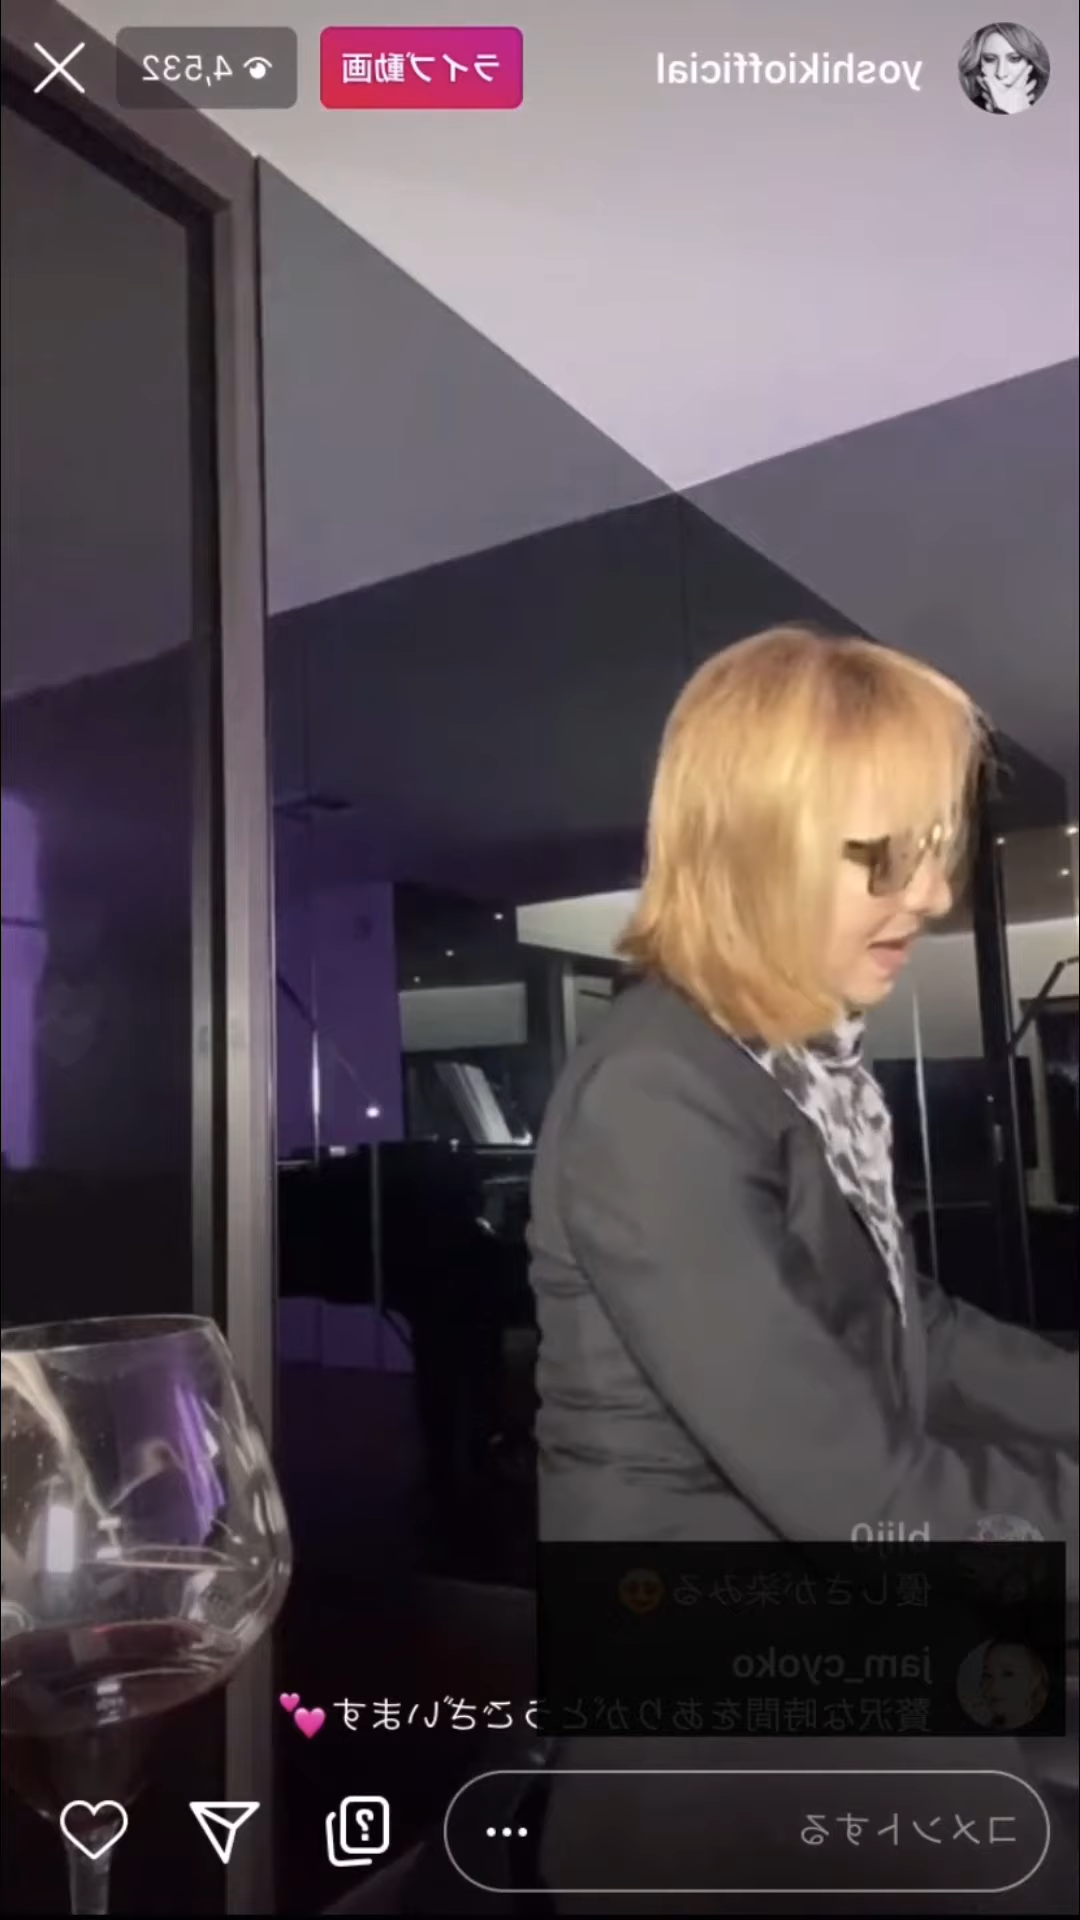 yoshikiofficial
ライブ動画
4,532
blij0
優しさが染みる😍
jam_cyoko
贅沢な時間をありがとうございます💕
コメントする